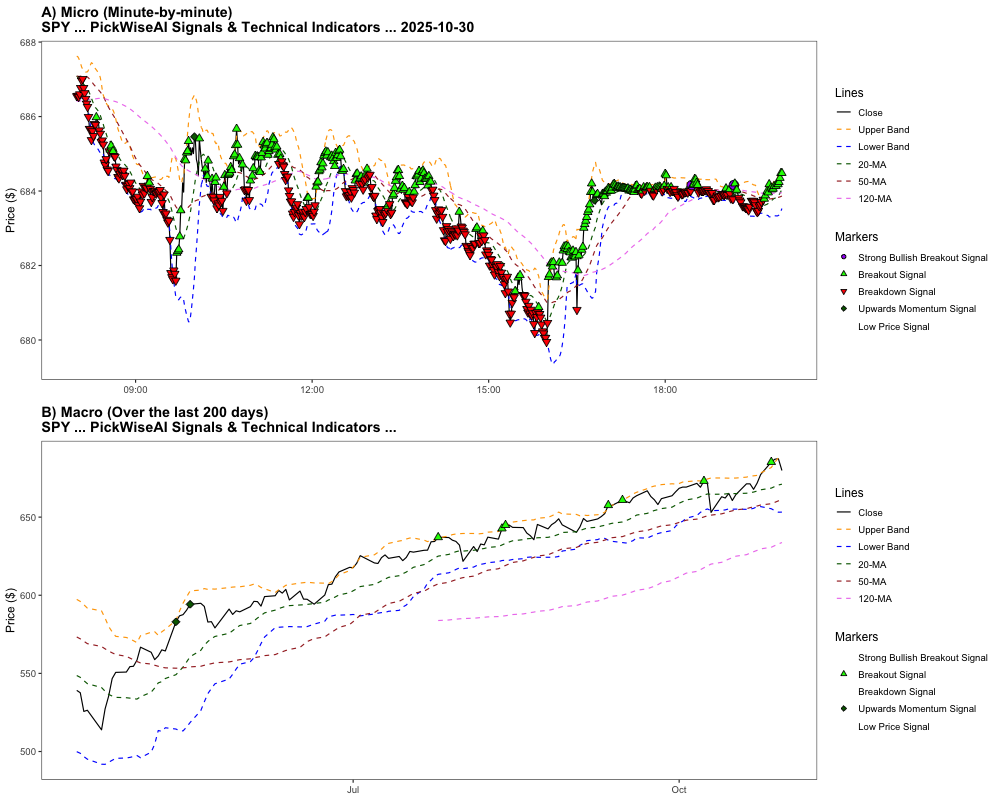 A) Micro (Minute-by-minute)
SPY ... PickWiseAI Signals & Technical Indicators ... 2025-10-30
Price ($)
688
686
684
682
680
09:00
12:00
15:00
18:00
Lines
Close
Upper Band
Lower Band
20-MA
50-MA
120-MA
Markers
Strong Bullish Breakout Signal
Breakout Signal
Breakdown Signal
Upwards Momentum Signal
Low Price Signal
B) Macro (Over the last 200 days)
SPY ... PickWiseAI Signals & Technical Indicators ...
Price ($)
650
600
550
500
Jul
Oct
Lines
Close
Upper Band
Lower Band
20-MA
50-MA
120-MA
Markers
Strong Bullish Breakout Signal
Breakout Signal
Breakdown Signal
Upwards Momentum Signal
Low Price Signal